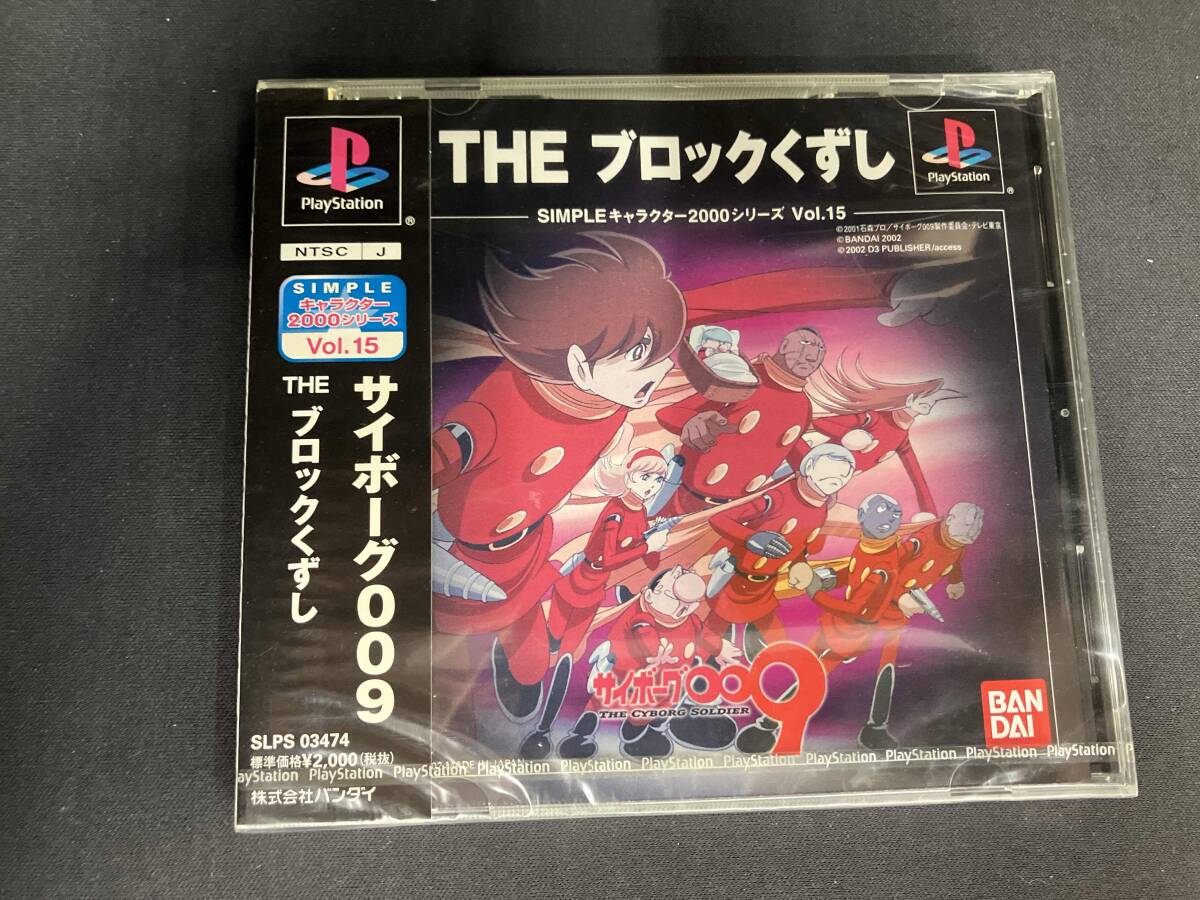 PlayStation
®
NTSC J
SIMPLE
キャラクター
2000シリーズ
Vol.15
サイボーグ009
THE ブロックくずし
SLPS 03474
標準価格¥2,000(税抜)
株式会社バンダイ
THE ブロックくずし
PlayStation
®
SIMPLEキャラクター2000シリーズ Vol.15
©2001石森プロ/サイボーグ009製作委員会・テレビ東京
©BANDAI 2002
©2002 D3 PUBLISHER/access
サイボーグ009
THE CYBORG SOLDIER
BAN
DAI
PlayStation PlayStation PlayStation PlayStation PlayStation PlayStation PlayStation PlayStation PlayStation PlayStation